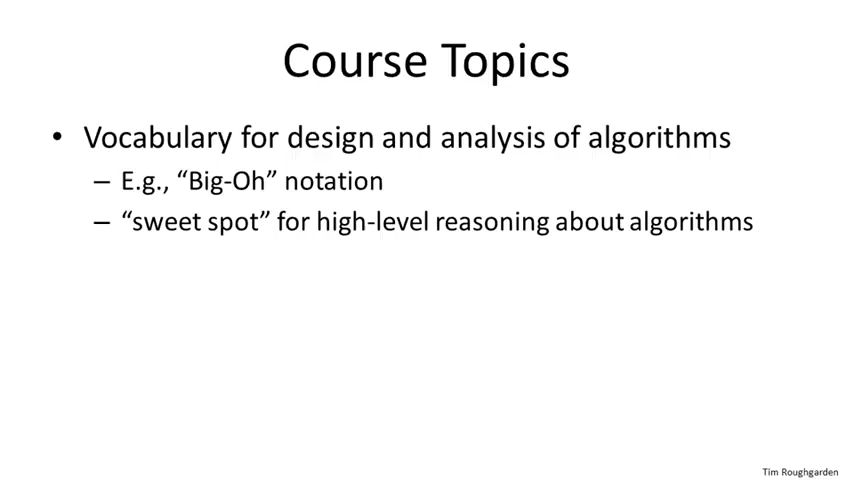 Course Topics
• Vocabulary for design and analysis of algorithms
– E.g., “Big-Oh” notation
– “sweet spot” for high-level reasoning about algorithms
Tim Roughgarden